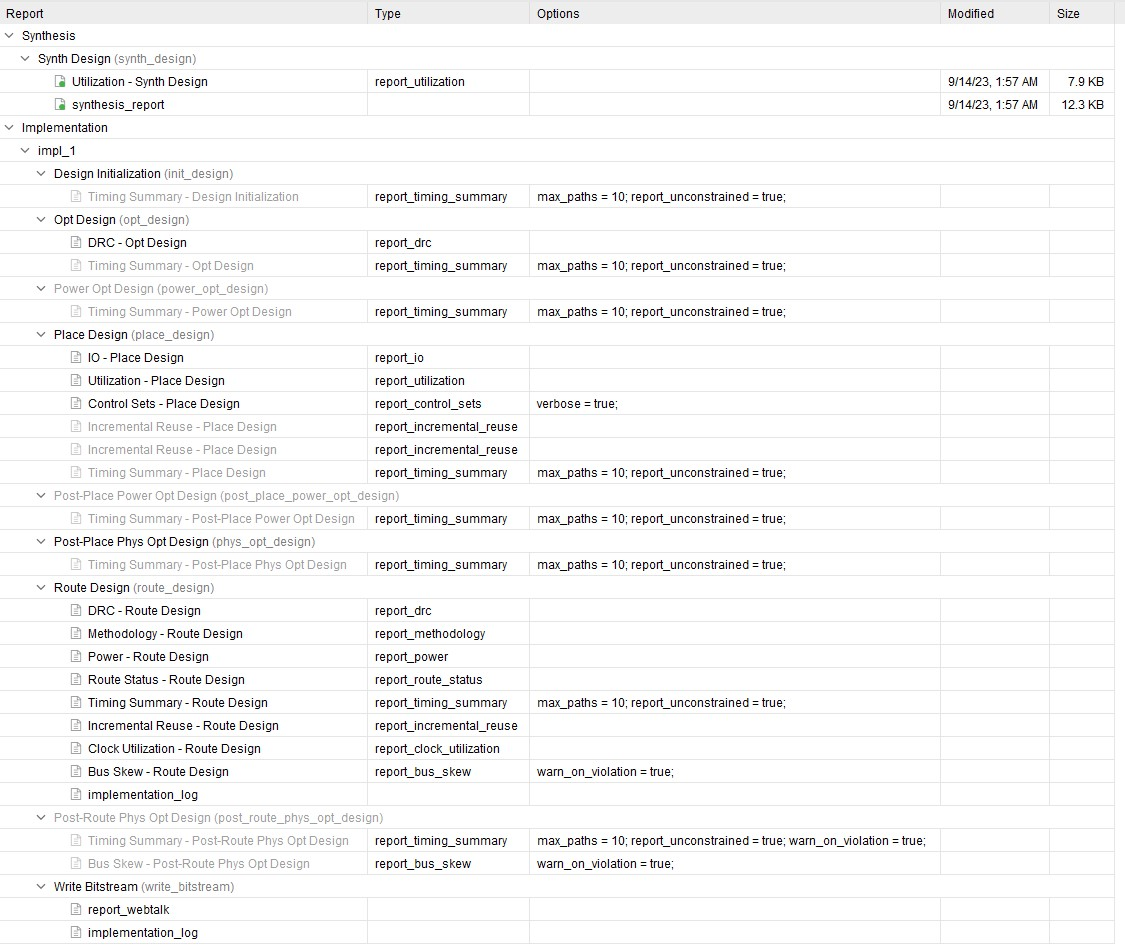 Report Type Options Modified Size
Synthesis
Synth Design (synth_design)
Utilization - Synth Design report_utilization 9/14/23, 1:57 AM 7.9 KB
synthesis_report 9/14/23, 1:57 AM 12.3 KB
Implementation
impl_1
Design Initialization (init_design)
Timing Summary - Design Initialization report_timing_summary max_paths = 10; report_unconstrained = true;
Opt Design (opt_design)
DRC - Opt Design report_drc
Timing Summary - Opt Design report_timing_summary max_paths = 10; report_unconstrained = true;
Power Opt Design (power_opt_design)
Timing Summary - Power Opt Design report_timing_summary max_paths = 10; report_unconstrained = true;
Place Design (place_design)
IO - Place Design report_io
Utilization - Place Design report_utilization
Control Sets - Place Design report_control_sets verbose = true;
Incremental Reuse - Place Design report_incremental_reuse
Incremental Reuse - Place Design report_incremental_reuse
Timing Summary - Place Design report_timing_summary max_paths = 10; report_unconstrained = true;
Post-Place Power Opt Design (post_place_power_opt_design)
Timing Summary - Post-Place Power Opt Design report_timing_summary max_paths = 10; report_unconstrained = true;
Post-Place Phys Opt Design (phys_opt_design)
Timing Summary - Post-Place Phys Opt Design report_timing_summary max_paths = 10; report_unconstrained = true;
Route Design (route_design)
DRC - Route Design report_drc
Methodology - Route Design report_methodology
Power - Route Design report_power
Route Status - Route Design report_route_status
Timing Summary - Route Design report_timing_summary max_paths = 10; report_unconstrained = true;
Incremental Reuse - Route Design report_incremental_reuse
Clock Utilization - Route Design report_clock_utilization
Bus Skew - Route Design report_bus_skew warn_on_violation = true;
implementation_log
Post-Route Phys Opt Design (post_route_phys_opt_design)
Timing Summary - Post-Route Phys Opt Design report_timing_summary max_paths = 10; report_unconstrained = true; warn_on_violation = true;
Bus Skew - Post-Route Phys Opt Design report_bus_skew warn_on_violation = true;
Write Bitstream (write_bitstream)
report_webtalk
implementation_log